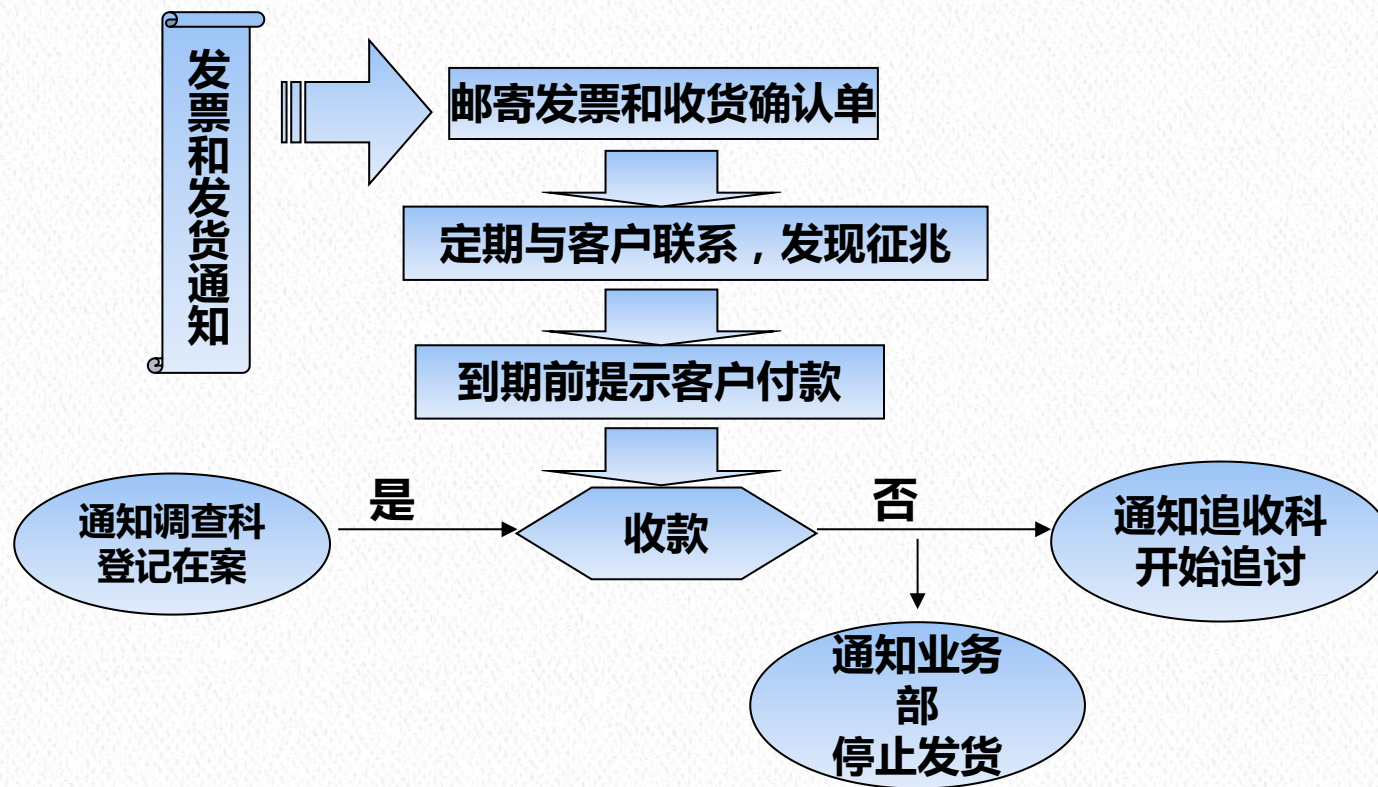 发票和发货通知
邮寄发票和收货确认单
定期与客户联系，发现征兆
到期前提示客户付款
通知调查科
登记在案
是
收款
否
通知追收科
开始追讨
通知业务
部
停止发货